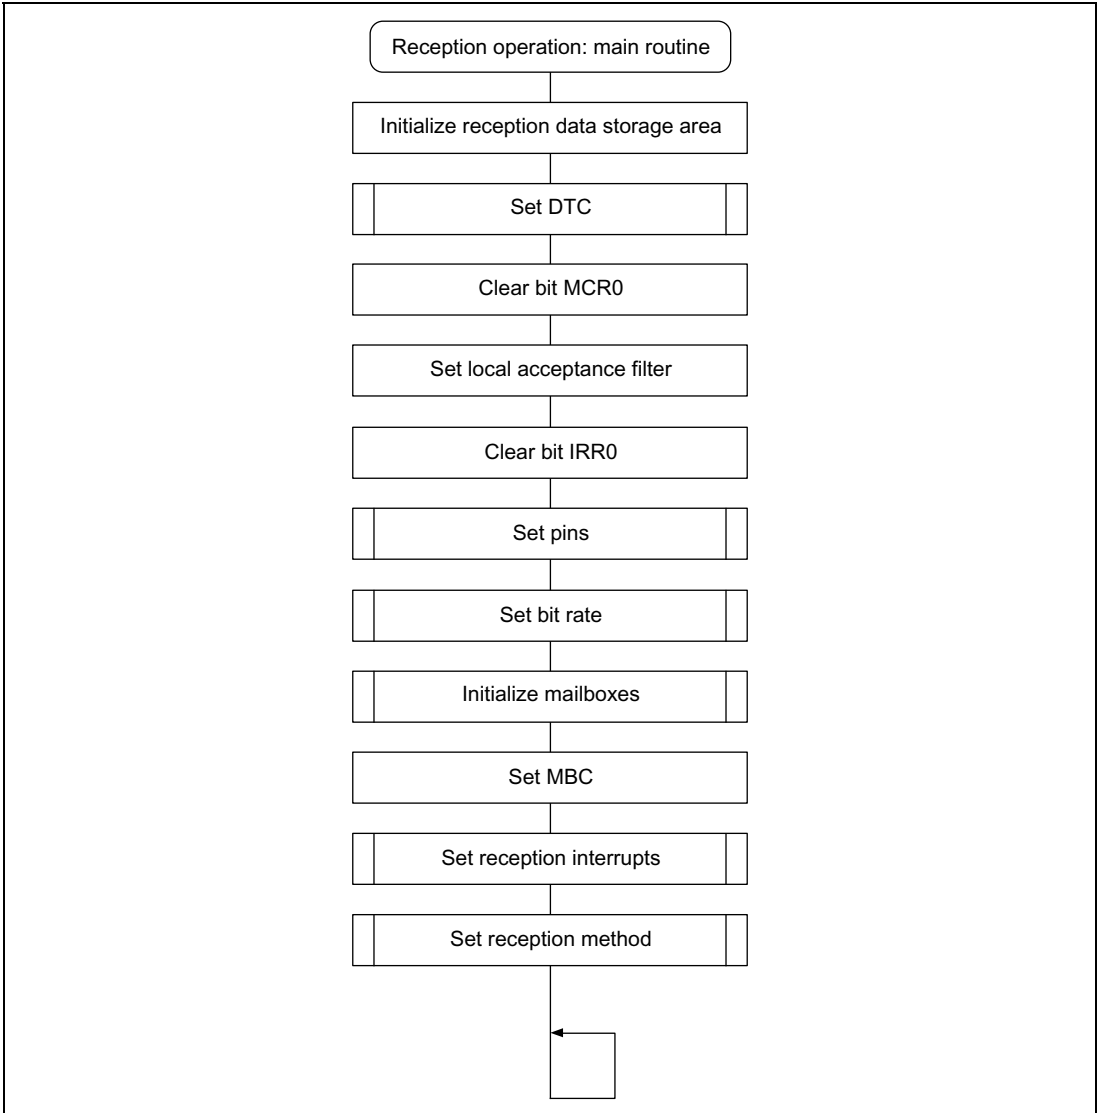 Reception operation: main routine
Initialize reception data storage area
Set DTC
Clear bit MCR0
Set local acceptance filter
Clear bit IRR0
Set pins
Set bit rate
Initialize mailboxes
Set MBC
Set reception interrupts
Set reception method